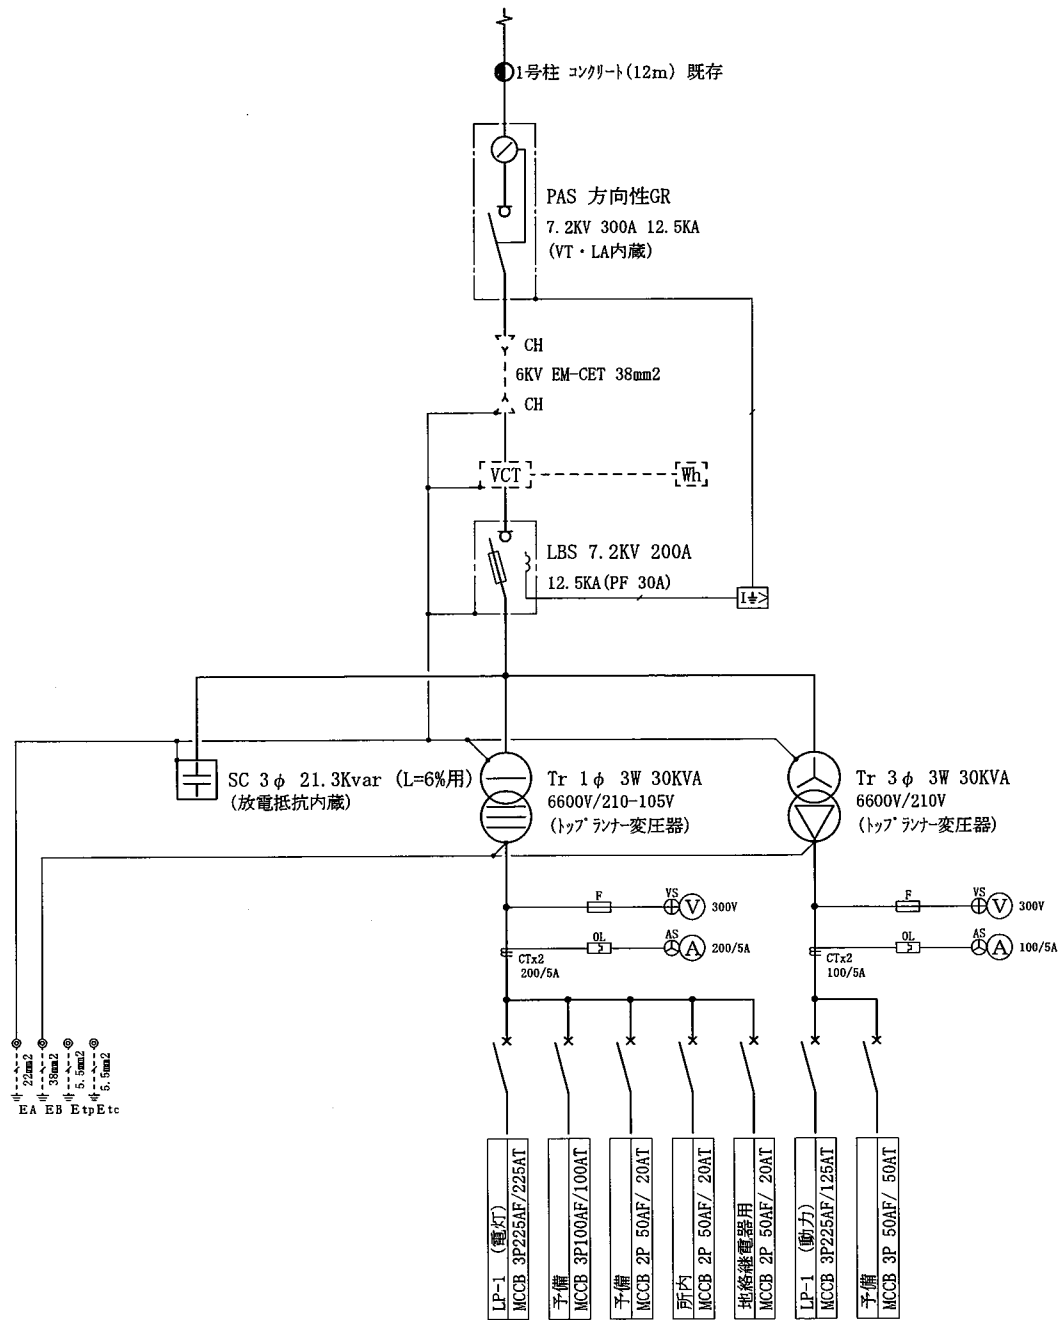 1号柱 コンクリート(12m) 既存
PAS 方向性GR
7.2KV 300A 12.5KA
(VT・LA内蔵)
CH
6KV EM-CET 38mm2
CH
VCT
Wh
LBS 7.2KV 200A
12.5KA(PF 30A)
I
SC 3φ 21.3Kvar (L=6%用)
(放電抵抗内蔵)
Tr 1φ 3W 30KVA
6600V/210-105V
(トップランナー変圧器)
Tr 3φ 3W 30KVA
6600V/210V
(トップランナー変圧器)
F
VS
V
300V
OL
AS
A
200/5A
CTx2
200/5A
F
VS
V
300V
OL
AS
A
100/5A
CTx2
100/5A
22mm2
38mm2
5.5mm2
5.5mm2
EA EB Etp Etc
LP-1 (電灯)
MCCB 3P225AF/225AT
予備
MCCB 3P100AF/100AT
予備
MCCB 2P 50AF/ 20AT
所内
MCCB 2P 50AF/ 20AT
地絡継電器用
MCCB 2P 50AF/ 20AT
LP-1 (動力)
MCCB 3P225AF/125AT
予備
MCCB 3P 50AF/ 50AT